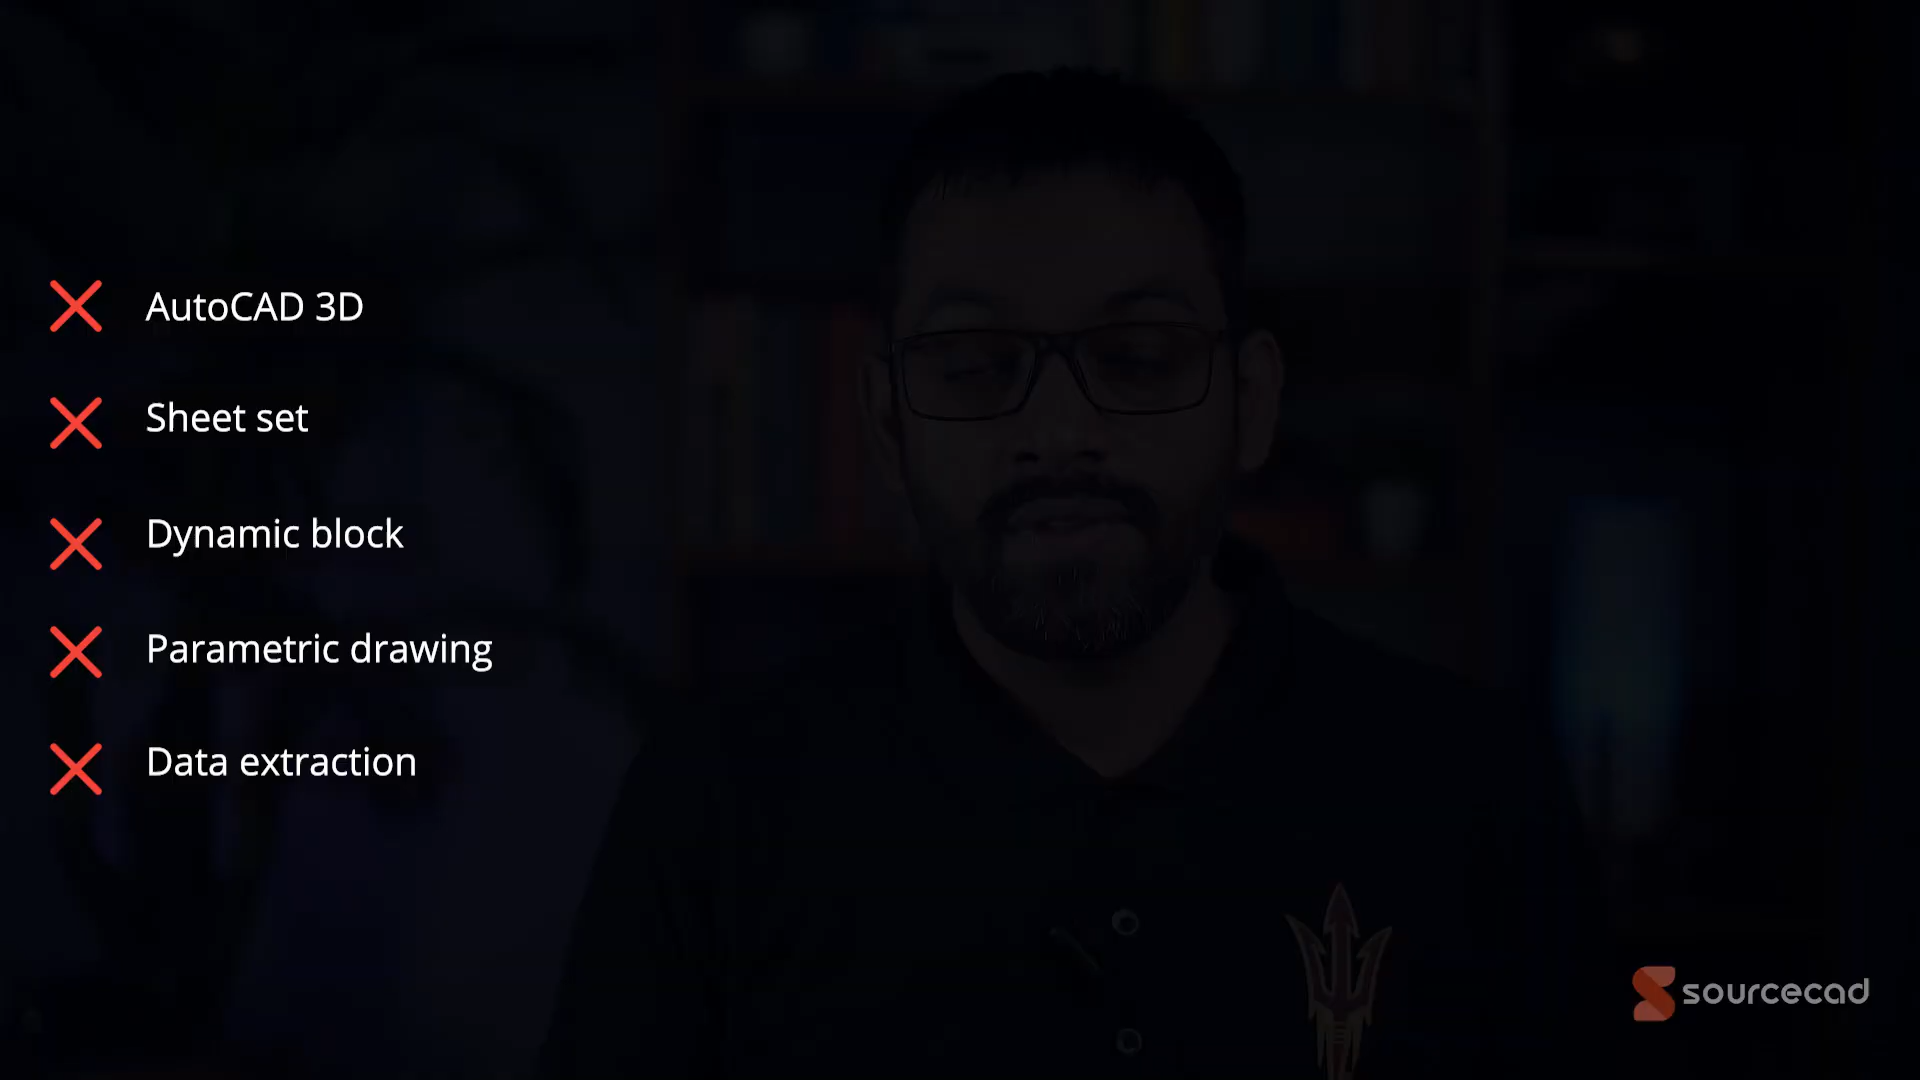 AutoCAD 3D
Sheet set
Dynamic block
Parametric drawing
Data extraction
sourcecad